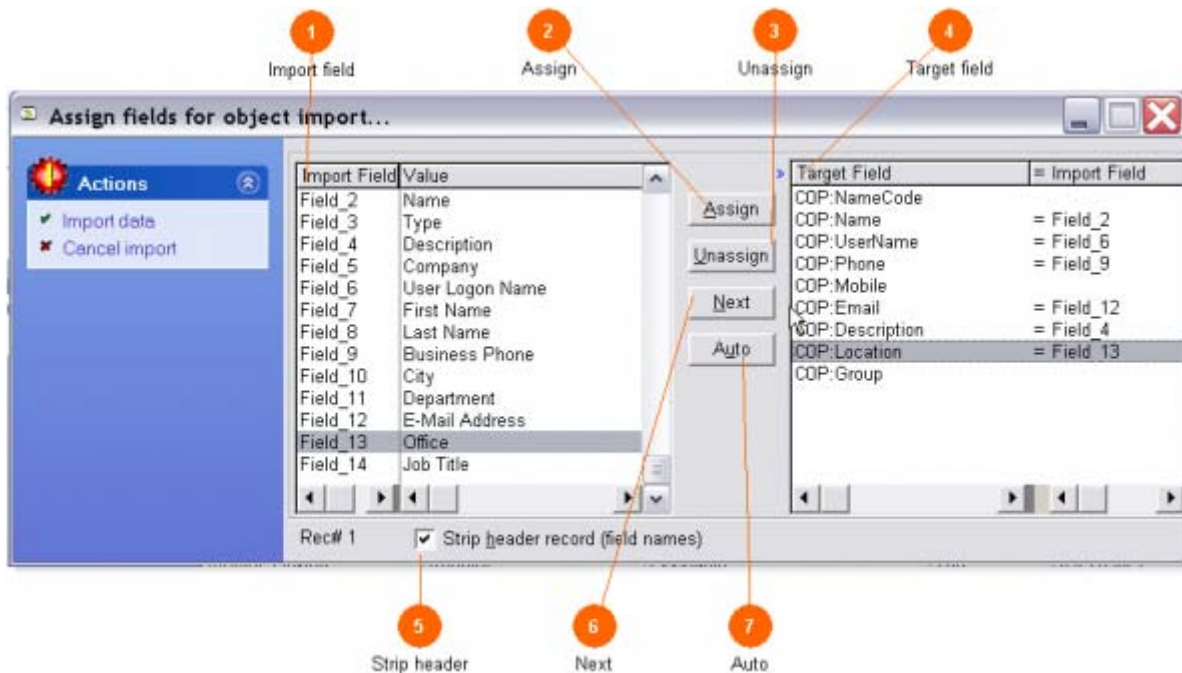 1 2 3 4
Import field Assign Unassign Target field
Assign fields for object import...
Actions
Import data
Cancel import
Import Field Value
Field_2 Name
Field_3 Type
Field_4 Description
Field_5 Company
Field_6 User Logon Name
Field_7 First Name
Field_8 Last Name
Field_9 Business Phone
Field_10 City
Field_11 Department
Field_12 E-Mail Address
Field_13 Office
Field_14 Job Title
Assign
Unassign
Next
Auto
Target Field = Import Field
COP:NameCode
COP:Name = Field_2
COP:UserName = Field_6
COP:Phone = Field_9
COP:Mobile
COP:Email = Field_12
COP:Description = Field_4
COP:Location = Field_13
COP:Group
Rec# 1 Strip header record (field names)
5 6 7
Strip header Next Auto